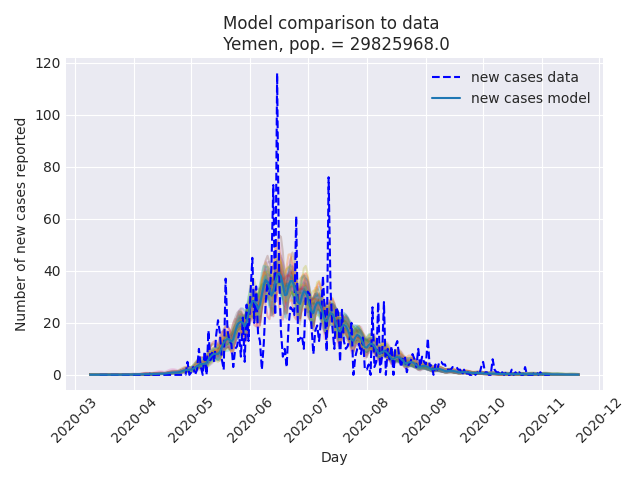 Model comparison to data
Yemen, pop. = 29825968.0
120
100
80
60
40
20
0
Number of new cases reported
new cases data
new cases model
2020-03
2020-04
2020-05
2020-06
2020-07
2020-08
2020-09
2020-10
2020-11
2020-12
Day